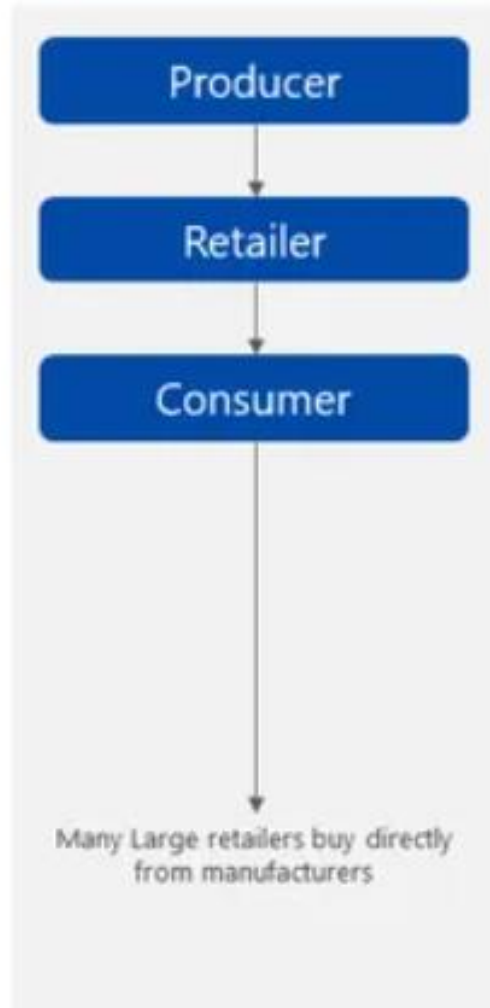 Producer
Retailer
Consumer
Many Large retailers buy directly
from manufacturers